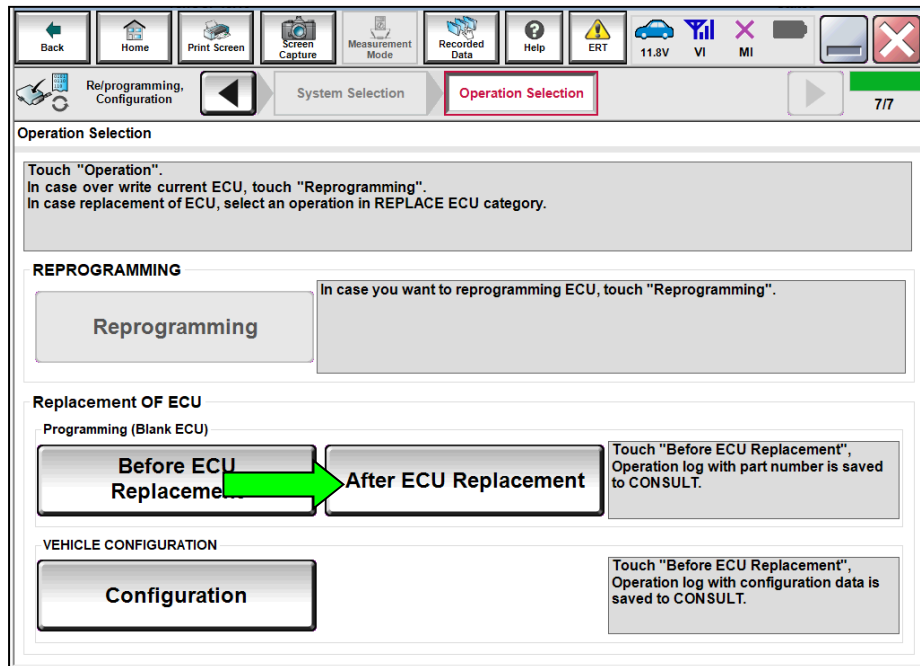 Back
Home
Print Screen
Screen
Capture
Measurement
Mode
Recorded
Data
Help
ERT
11.8V
VI
MI
Re/programming,
Configuration
System Selection
Operation Selection
7/7
Operation Selection
Touch "Operation".
In case over write current ECU, touch "Reprogramming".
In case replacement of ECU, select an operation in REPLACE ECU category.
REPROGRAMMING
Reprogramming
In case you want to reprogramming ECU, touch "Reprogramming".
Replacement OF ECU
Programming (Blank ECU)
Before ECU
Replacement
After ECU Replacement
Touch "Before ECU Replacement",
Operation log with part number is saved
to CONSULT.
VEHICLE CONFIGURATION
Configuration
Touch "Before ECU Replacement",
Operation log with configuration data is
saved to CONSULT.